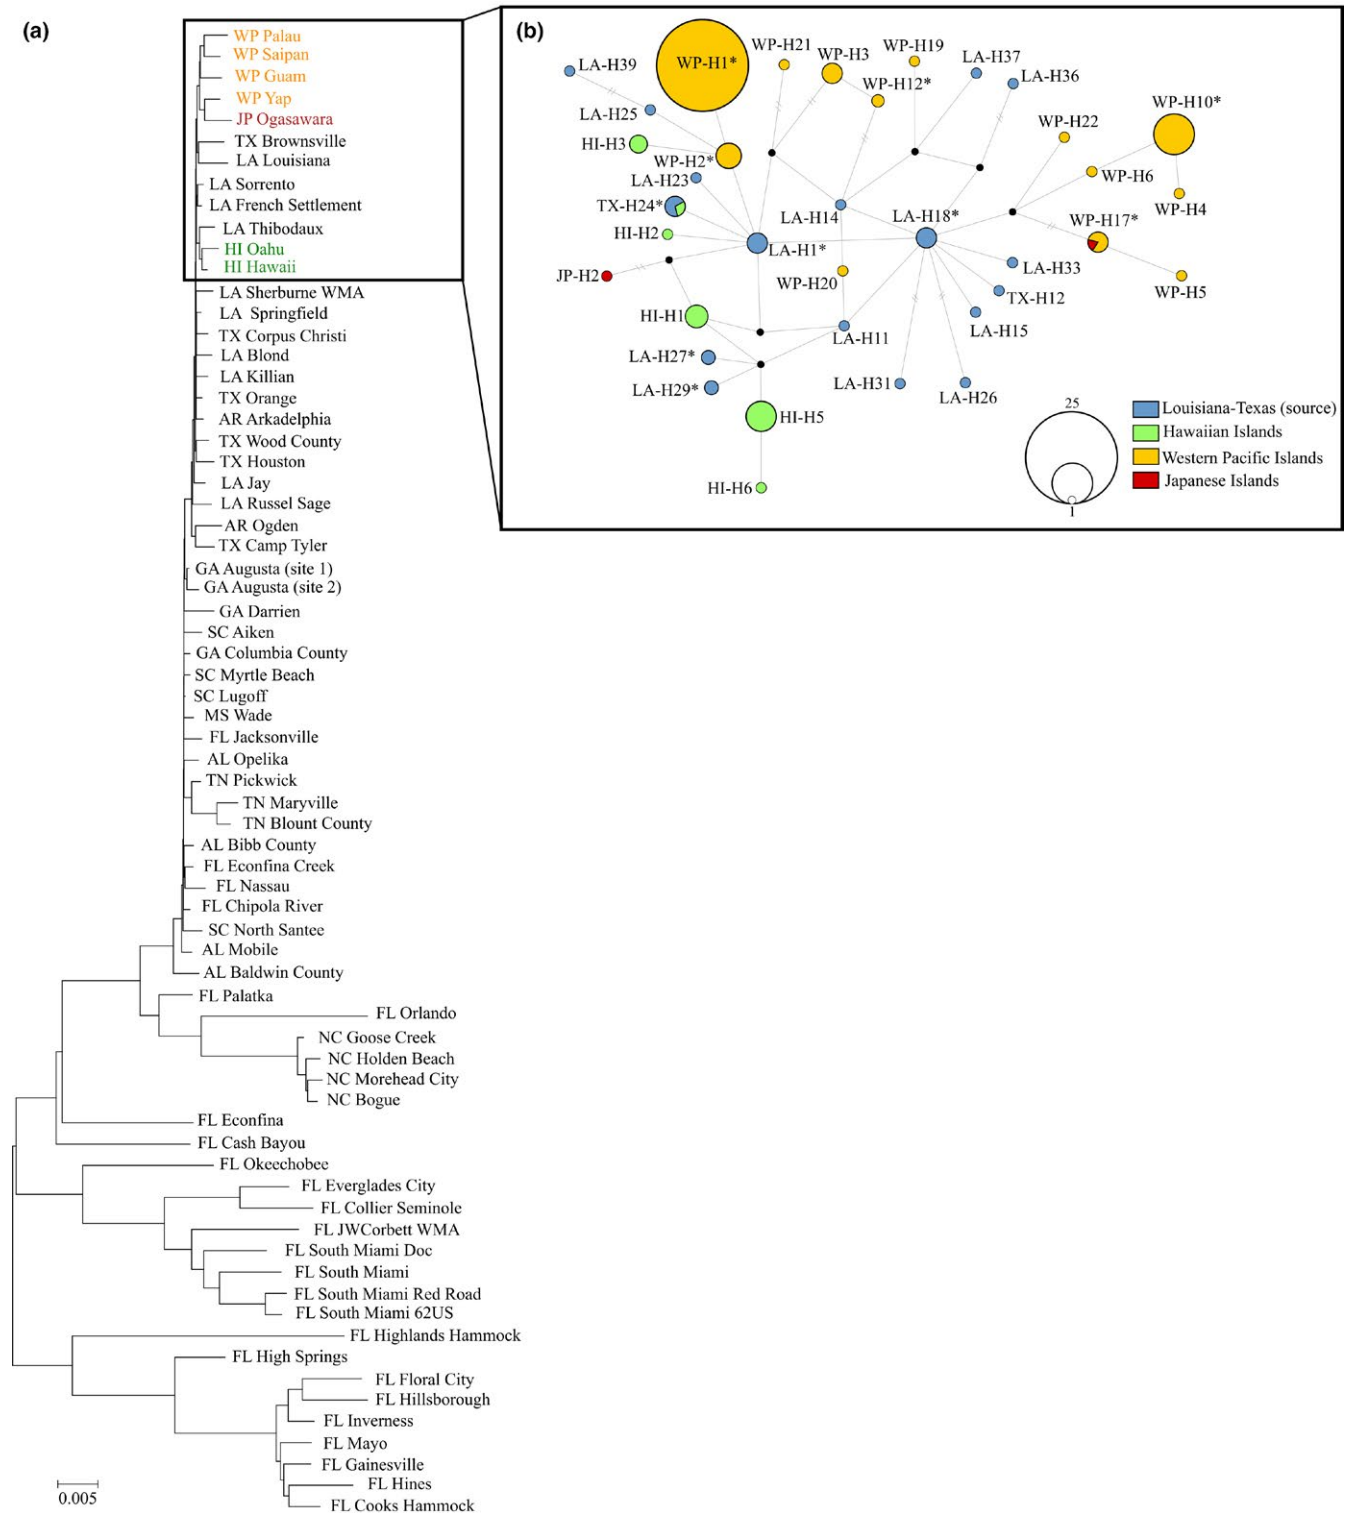 (a)
WP Palau
WP Saipan
WP Guam
WP Yap
JP Ogasawara
TX Brownsville
LA Louisiana
LA Sorrento
LA French Settlement
LA Thibodaux
HI Oahu
HI Hawaii
LA Sherburne WMA
LA Springfield
TX Corpus Christi
LA Blond
LA Killian
TX Orange
AR Arkadelphia
TX Wood County
TX Houston
LA Jay
LA Russel Sage
AR Ogden
TX Camp Tyler
GA Augusta (site 1)
GA Augusta (site 2)
GA Darrien
SC Aiken
GA Columbia County
SC Myrtle Beach
SC Lugoff
MS Wade
FL Jacksonville
AL Opelika
TN Pickwick
TN Maryville
TN Blount County
AL Bibb County
FL Econfina Creek
FL Nassau
FL Chipola River
SC North Santee
AL Mobile
AL Baldwin County
FL Palatka
FL Orlando
NC Goose Creek
NC Holden Beach
NC Morehead City
NC Bogue
FL Econfina
FL Cash Bayou
FL Okeechobee
FL Everglades City
FL Collier Seminole
FL JWCorbett WMA
FL South Miami Doc
FL South Miami
FL South Miami Red Road
FL South Miami 62US
FL Highlands Hammock
FL High Springs
FL Floral City
FL Hillsborough
FL Inverness
FL Mayo
FL Gainesville
FL Hines
FL Cooks Hammock
0.005
(b)
WP-H1*
WP-H21
WP-H3
WP-H19
WP-H12*
LA-H37
LA-H36
LA-H39
LA-H25
WP-H10*
WP-H22
HI-H3
WP-H2*
LA-H23
WP-H6
WP-H4
TX-H24*
LA-H14
LA-H18*
WP-H17*
HI-H2
LA-H1*
LA-H33
JP-H2
WP-H20
WP-H5
TX-H12
HI-H1
LA-H15
LA-H11
LA-H27*
LA-H29*
LA-H31
LA-H26
HI-H5
HI-H6
25
1
Louisiana-Texas (source)
Hawaiian Islands
Western Pacific Islands
Japanese Islands